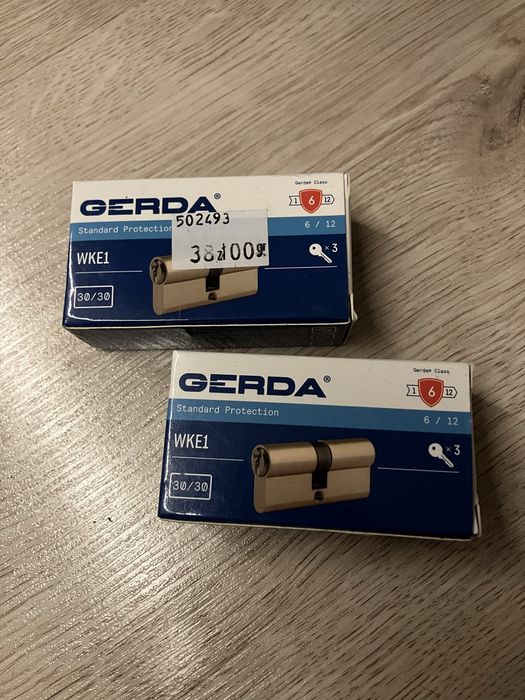 GERDA®
Gerda® Class
1 6 12
502493
Standard Protection
6 / 12
38zł00gr
WKE1
×3
30/30
GERDA®
Gerda® Class
1 6 12
Standard Protection
6 / 12
WKE1
×3
30/30